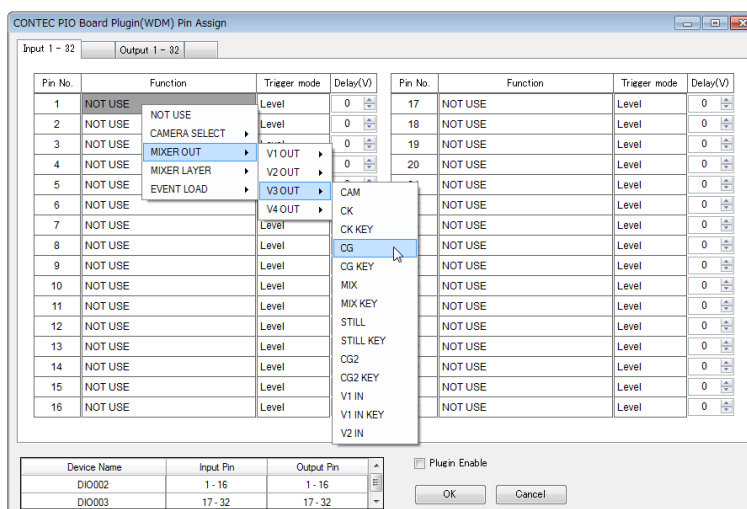 CONTEC PIO Board Plugin(WDM) Pin Assign
Input 1 - 32 Output 1 - 32
Pin No. Function Trigger mode Delay(V) Pin No. Function Trigger mode Delay(V)
1 NOT USE Level 0 17 NOT USE Level 0
2 NOT USE 0 18 NOT USE Level 0
3 NOT USE 0 19 NOT USE Level 0
4 NOT USE 0 20 NOT USE Level 0
5 NOT USE NOT USE Level 0
6 NOT USE NOT USE Level 0
7 NOT USE Level NOT USE Level 0
8 NOT USE Level NOT USE Level 0
9 NOT USE Level NOT USE Level 0
10 NOT USE Level NOT USE Level 0
11 NOT USE Level NOT USE Level 0
12 NOT USE Level NOT USE Level 0
13 NOT USE Level NOT USE Level 0
14 NOT USE Level NOT USE Level 0
15 NOT USE Level NOT USE Level 0
16 NOT USE Level NOT USE Level 0
NOT USE
CAMERA SELECT
MIXER OUT
MIXER LAYER
EVENT LOAD
V1 OUT
V2 OUT
V3 OUT
V4 OUT
CAM
CK
CK KEY
CG
CG KEY
MIX
MIX KEY
STILL
STILL KEY
CG2
CG2 KEY
V1 IN
V1 IN KEY
V2 IN
Device Name Input Pin Output Pin
DIO002 1 - 16 1 - 16
DIO003 17 - 32 17 - 32
Plugin Enable
OK Cancel